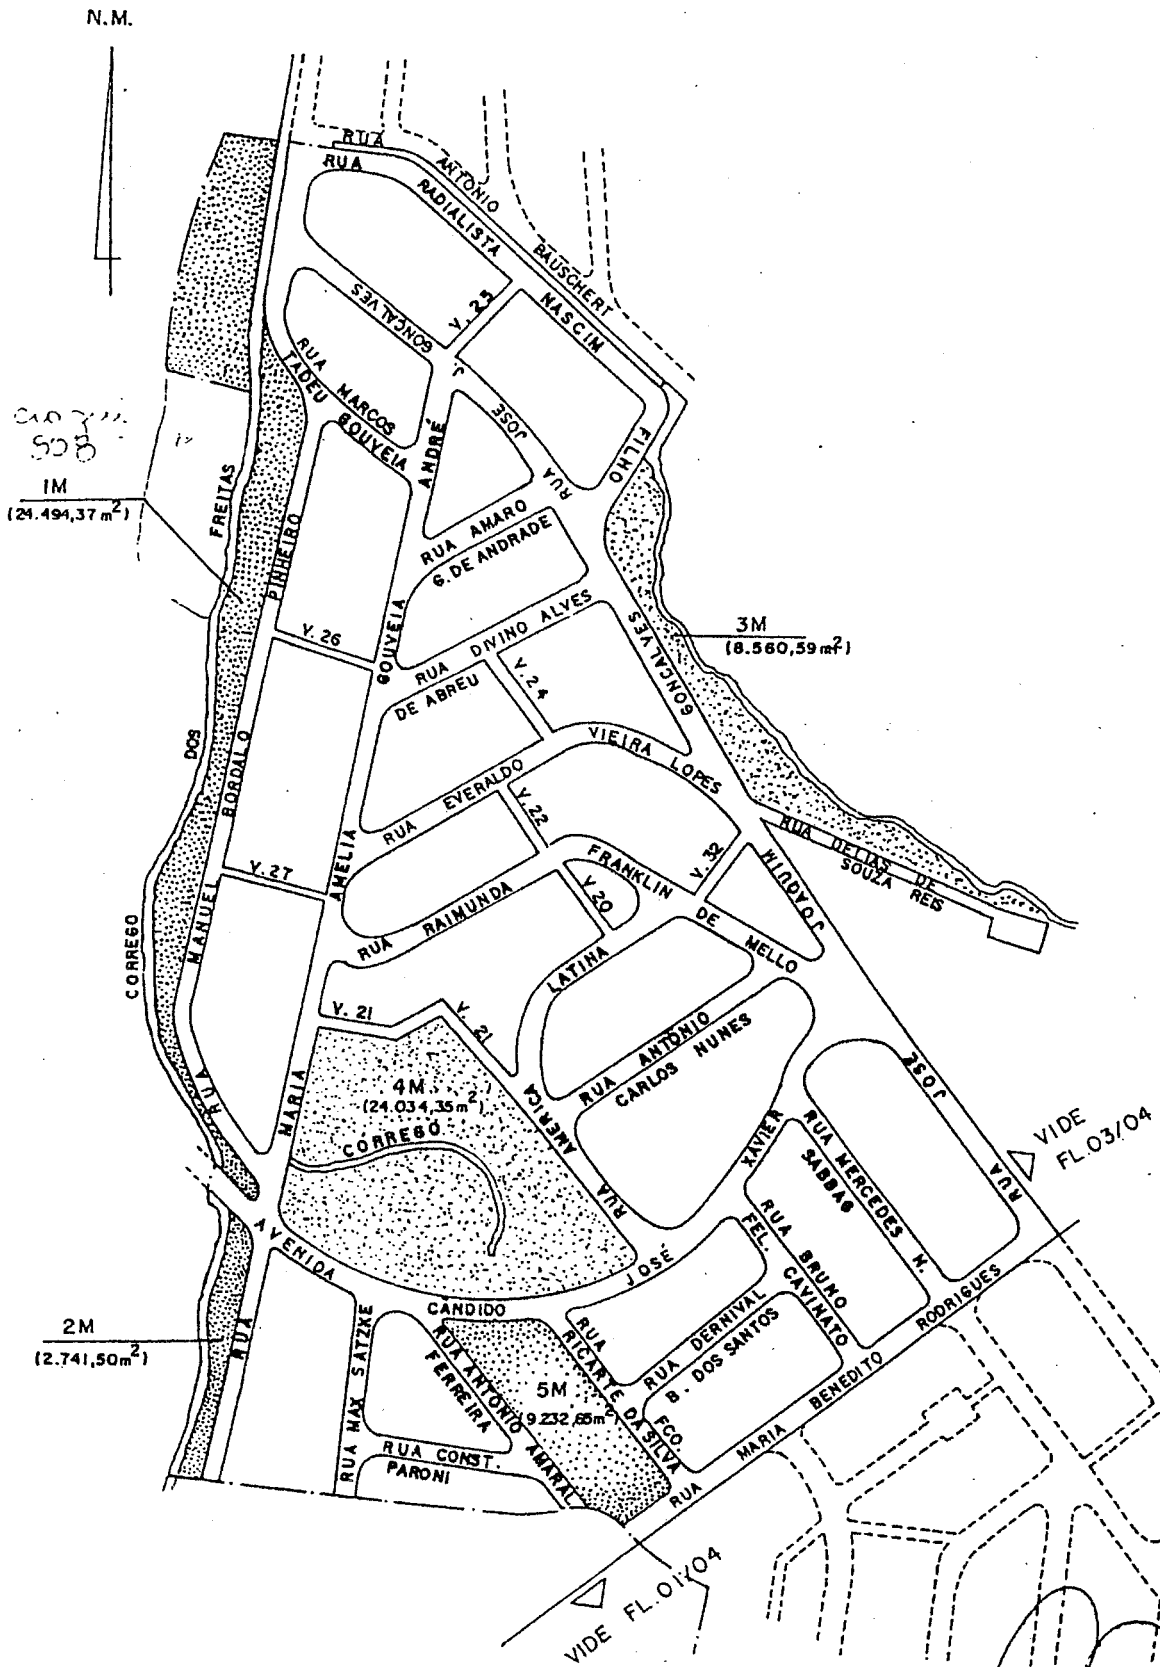 N.M.
RUA
ANTONIO
BAUSCHERT
RUA
RADIALISTA
NASCIM
FILHO
GONÇALVES
J.
JOSÉ
RUA
V. 25
RUA MARCOS
TADEU GOUVEIA
ANDRÉ
508
1M
(24.494,37 m²)
FREITAS
DOS
CORREGO
RUA AMARO
G. DE ANDRADE
3M
(8.560,59 m²)
RUA DIVINO ALVES
DE ABREU
V. 26
V. 24
RUA
MANUEL
BORDALO
PINHEIRO
RUA EVERALDO
VIEIRA LOPES
V. 22
V. 27
RUA RAIMUNDA
FRANKLIN
DE MELLO
V. 20
V. 32
RUA DELIAS DE
SOUZA REIS
RUA
JOSÉ
JOAQUIM
GONÇALVES
V. 21
V. 21
RUA
AMERICA
LATINA
RUA ANTÔNIO
CARLOS NUNES
4M
(24.034,35m²)
CORREGO
RUA
MARIA
AMELIA
GOUVEIA
VIDE
FL.03/04
RUA MERCEDES M.
SABBAG
RUA BRUNO
FEL. CAVINATO
AVENIDA
CÂNDIDO
JOSÉ
XAVIER
2M
(2.741,50m²)
RUA MAX SATZKE
RUA ANTÔNIO AMARAL
FERREIRA
5M
(9.232,65m²)
RUA
RICARTE DA SILVA
RUA DERNIVAL
B. DOS SANTOS
FCO.
RUA CONST.
PARONI
RUA MARIA BENEDITO RODRIGUES
VIDE FL.01/04